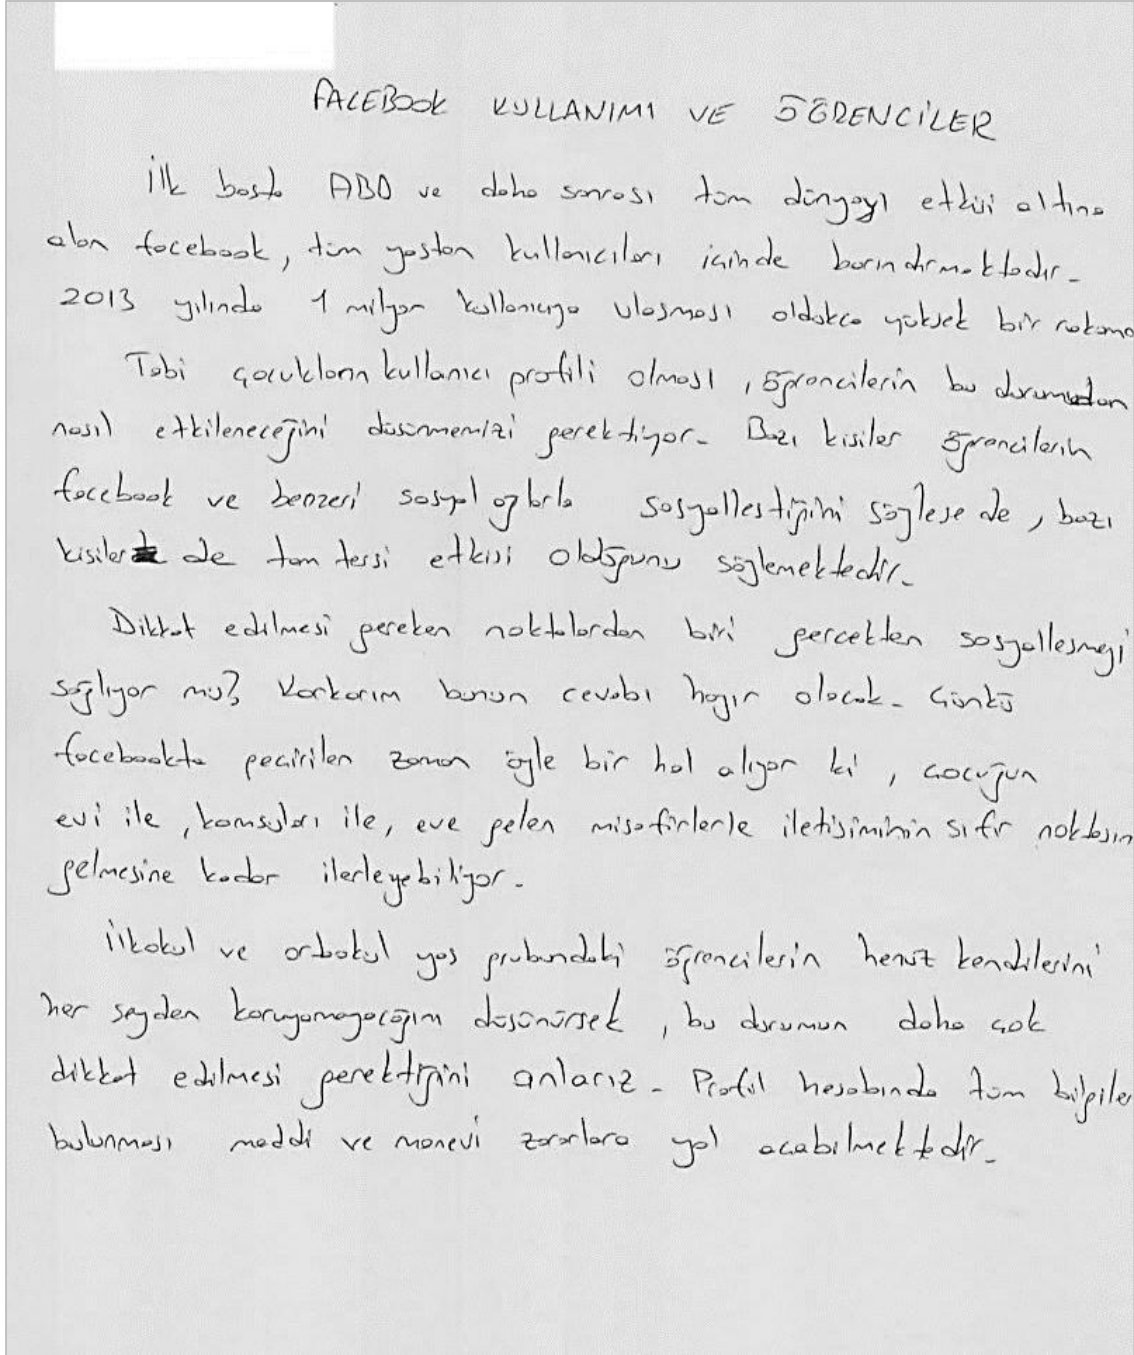 FACEBOOK KULLANIMI VE ÖĞRENCİLER
İlk başta ABD ve daha sonrası tüm dünyayı etkisi altına
alan facebook, tüm yaştan kullanıcıları içinde barındırmaktadır.
2013 yılında 1 milyar kullanıcıya ulaşması oldukca yüksek bir rakamd
Tabi çocukların kullanıcı profili olması, öğrencilerin bu durumdan
nasıl etkileneceğini düşünmemizi gerektiyor. Bazı kişiler öğrencilerin
facebook ve benzeri sosyal ağlarla sosyalleştiğini söylese de, bazı
kişiler de tam tersi etkisi olduğunu söylemektedir.
Dikkat edilmesi gereken noktalardan biri gerçekten sosyalleşmeyi
sağlıyor mu? Korkarım bunun cevabı hayır olacak. Çünkü
facebookta geçirilen zaman öyle bir hal alıyor ki, çocuğun
evi ile, komşuları ile, eve gelen misafirlerle iletişiminin sıfır noktasın
gelmesine kadar ilerleyebiliyor.
İlkokul ve ortaokul yaş grubundaki öğrencilerin henüz kendilerini
her şeyden koruyamayacağını düşünürsek, bu durumun daha çok
dikkat edilmesi gerektiğini anlarız. Profil hesabında tüm bilgile
bulunması maddi ve manevi zararlara yol açabilmektedir.